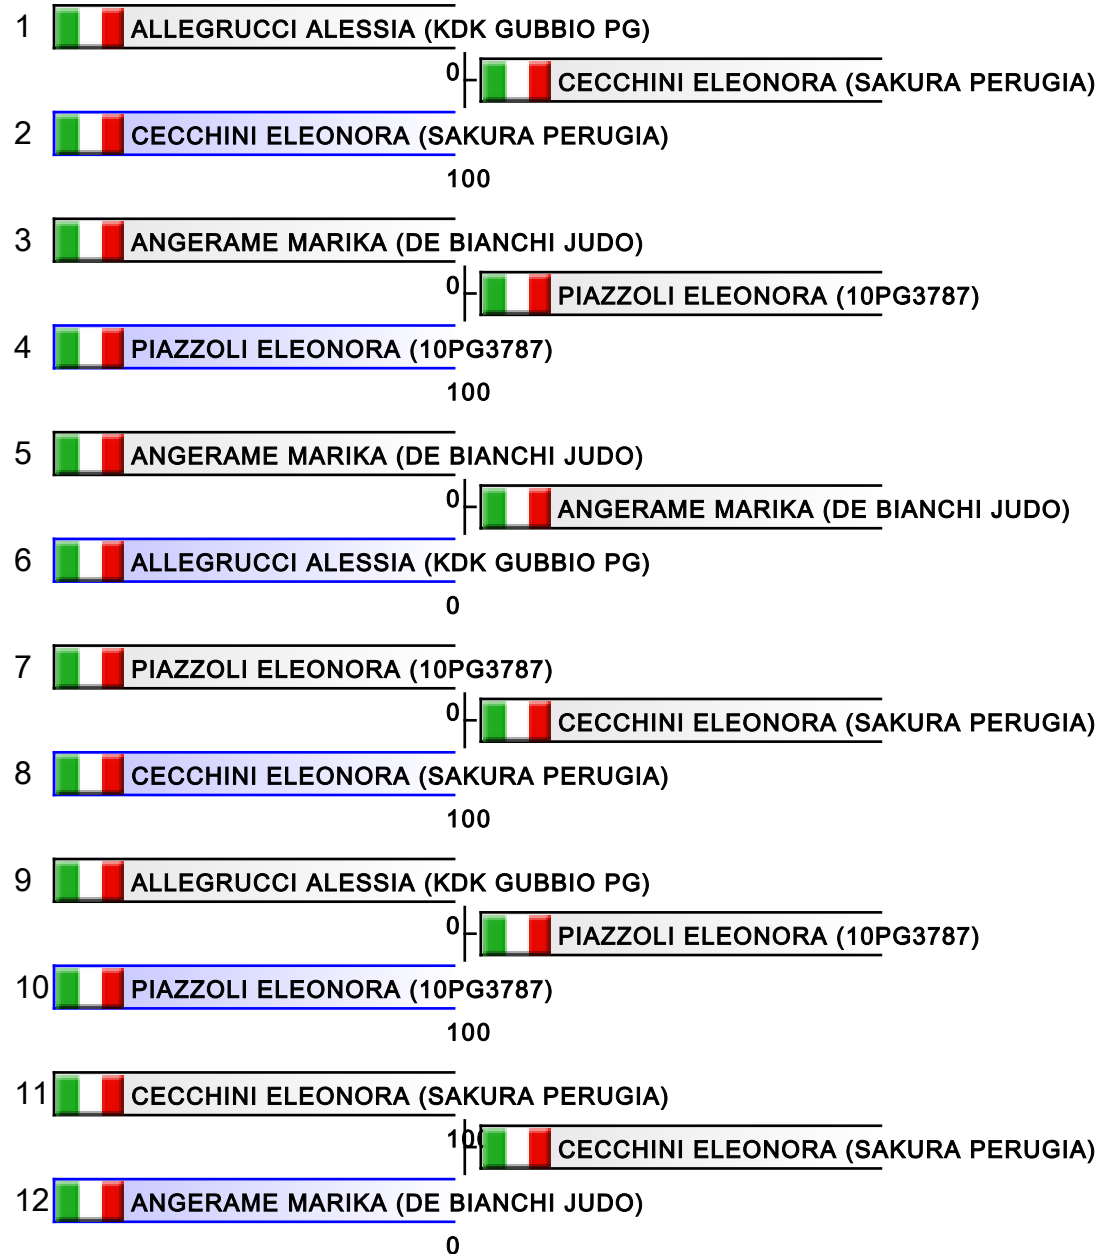 1 ALLEGRUCCI ALESSIA (KDK GUBBIO PG)
0 CECCHINI ELEONORA (SAKURA PERUGIA)
2 CECCHINI ELEONORA (SAKURA PERUGIA)
100
3 ANGERAME MARIKA (DE BIANCHI JUDO)
0 PIAZZOLI ELEONORA (10PG3787)
4 PIAZZOLI ELEONORA (10PG3787)
100
5 ANGERAME MARIKA (DE BIANCHI JUDO)
0 ANGERAME MARIKA (DE BIANCHI JUDO)
6 ALLEGRUCCI ALESSIA (KDK GUBBIO PG)
0
7 PIAZZOLI ELEONORA (10PG3787)
0 CECCHINI ELEONORA (SAKURA PERUGIA)
8 CECCHINI ELEONORA (SAKURA PERUGIA)
100
9 ALLEGRUCCI ALESSIA (KDK GUBBIO PG)
0 PIAZZOLI ELEONORA (10PG3787)
10 PIAZZOLI ELEONORA (10PG3787)
100
11 CECCHINI ELEONORA (SAKURA PERUGIA)
100 CECCHINI ELEONORA (SAKURA PERUGIA)
12 ANGERAME MARIKA (DE BIANCHI JUDO)
0